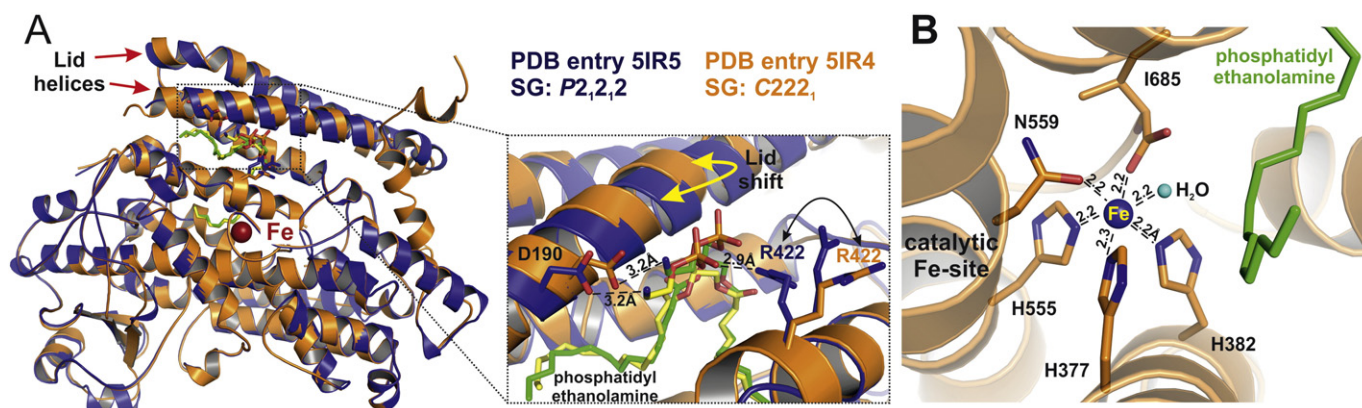 A
Lid
helices
Fe
PDB entry 5IR5
SG: P2₁2₁2
PDB entry 5IR4
SG: C222₁
Lid
shift
D190
3.2Å
3.2Å
2.9Å
R422
R422
phosphatidyl
ethanolamine
B
phosphatidyl
ethanolamine
I685
N559
2.2
2.2
2.2
H₂O
Fe
2.2
2.2Å
2.3
catalytic
Fe-site
H555
H382
H377